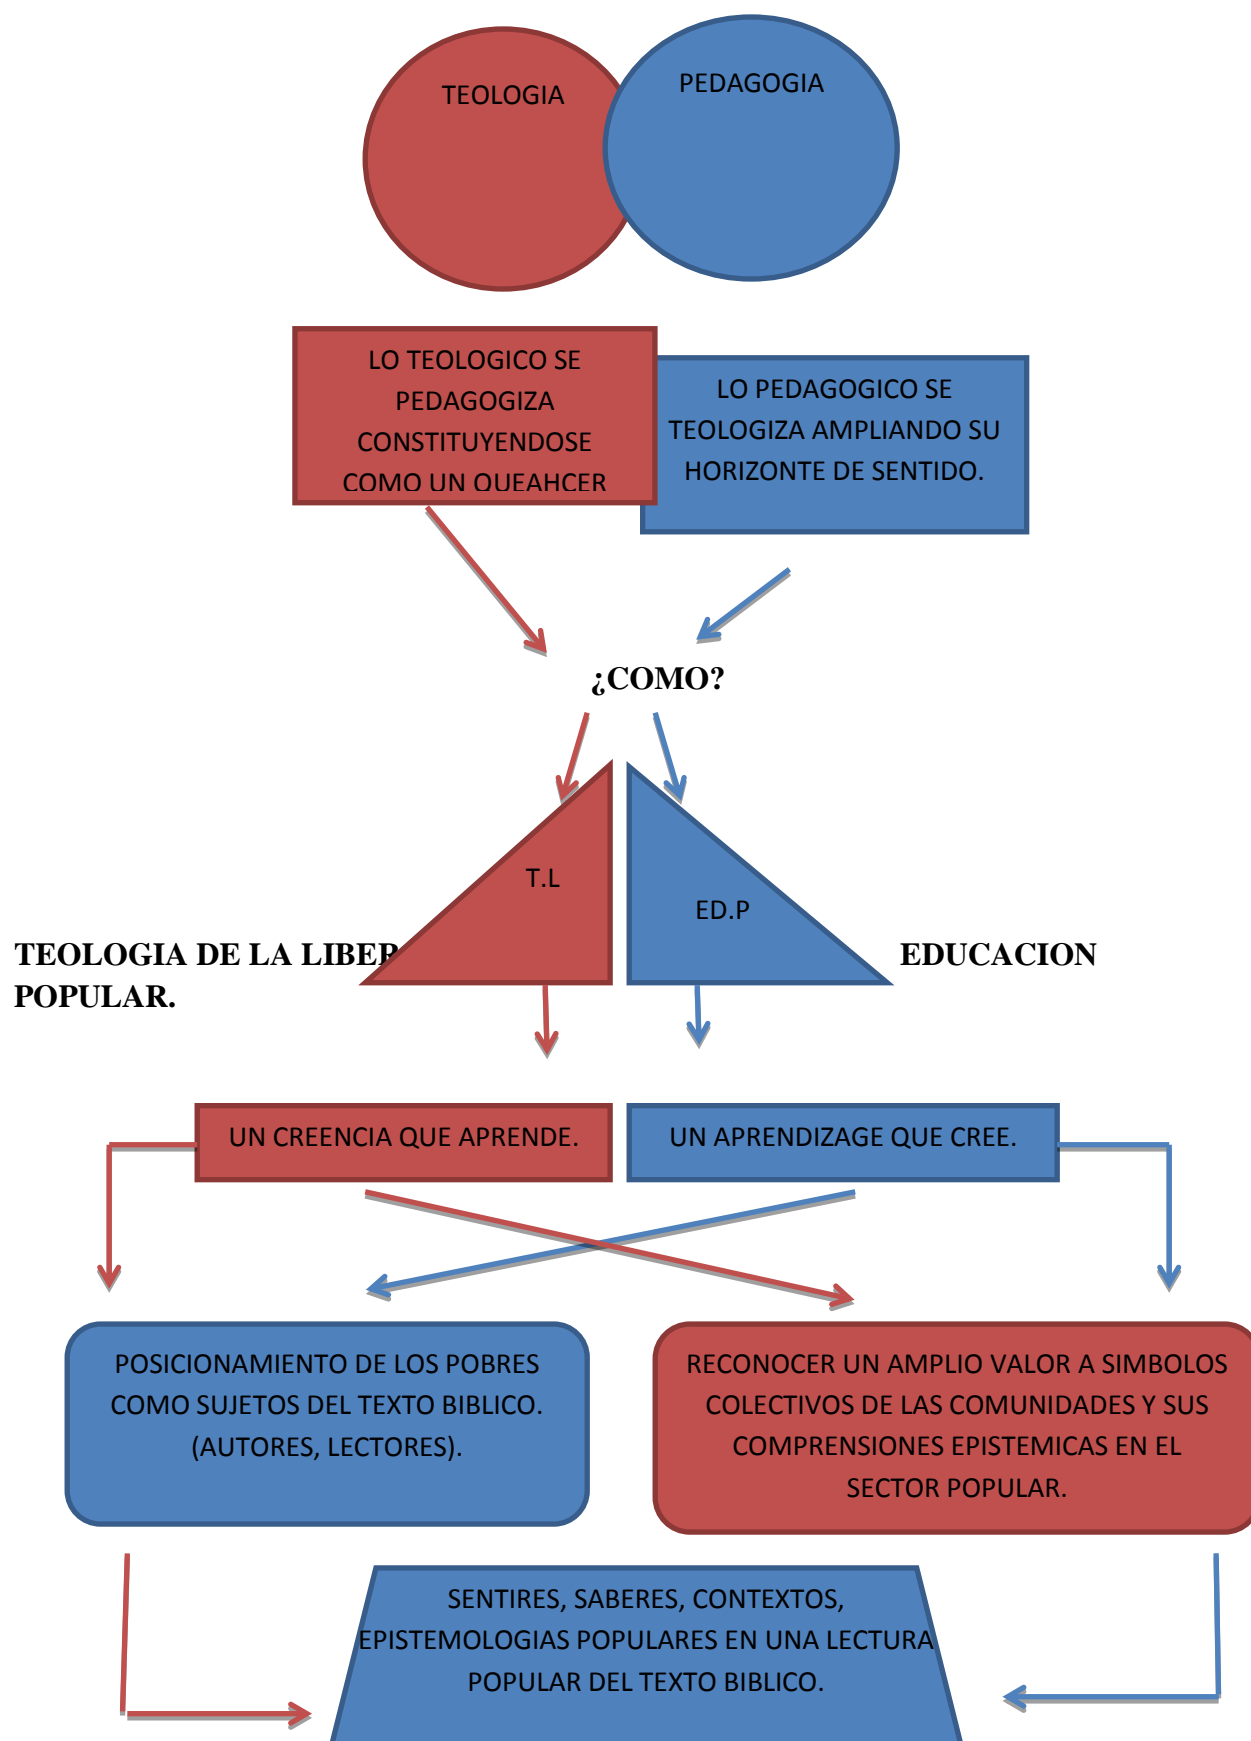 TEOLOGIA
PEDAGOGIA
LO TEOLOGICO SE
PEDAGOGIZA
CONSTITUYENDOSE
COMO UN QUEAHCER
LO PEDAGOGICO SE
TEOLOGIZA AMPLIANDO SU
HORIZONTE DE SENTIDO.
¿COMO?
T.L
ED.P
TEOLOGIA DE LA LIBER
EDUCACION
POPULAR.
UN CREENCIA QUE APRENDE.
UN APRENDIZAGE QUE CREE.
POSICIONAMIENTO DE LOS POBRES
COMO SUJETOS DEL TEXTO BIBLICO.
(AUTORES, LECTORES).
RECONOCER UN AMPLIO VALOR A SIMBOLOS
COLECTIVOS DE LAS COMUNIDADES Y SUS
COMPRENSIONES EPISTEMICAS EN EL
SECTOR POPULAR.
SENTIRES, SABERES, CONTEXTOS,
EPISTEMOLOGIAS POPULARES EN UNA LECTURA
POPULAR DEL TEXTO BIBLICO.